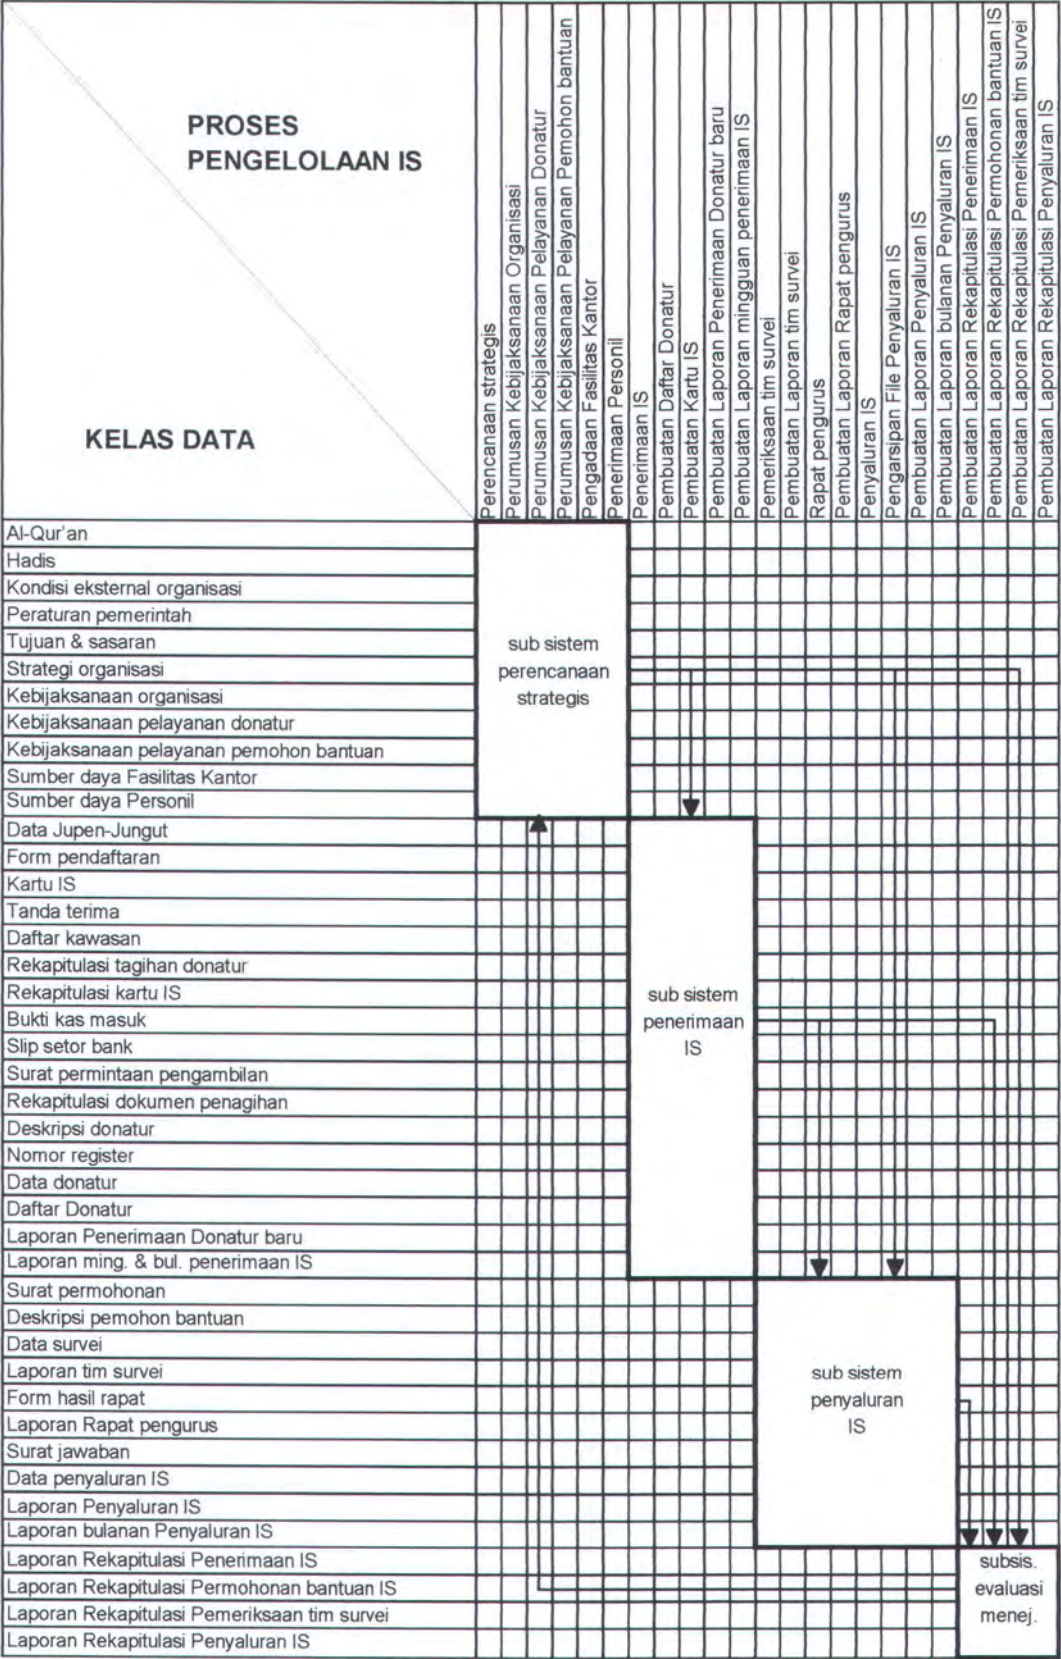 PROSES
PENGELOLAAN IS
KELAS DATA
Perencanaan strategis
Perumusan Kebijaksanaan Organisasi
Perumusan Kebijaksanaan Pelayanan Donatur
Perumusan Kebijaksanaan Pelayanan Pemohon bantuan
Pengadaan Fasilitas Kantor
Penerimaan Personil
Penerimaan IS
Pembuatan Daftar Donatur
Pembuatan Kartu IS
Pembuatan Laporan Penerimaan Donatur baru
Pembuatan Laporan mingguan penerimaan IS
Pemeriksaan tim survei
Pembuatan Laporan tim survei
Rapat pengurus
Pembuatan Laporan Rapat pengurus
Penyaluran IS
Pengarsipan File Penyaluran IS
Pembuatan Laporan Penyaluran IS
Pembuatan Laporan bulanan Penyaluran IS
Pembuatan Laporan Rekapitulasi Penerimaan IS
Pembuatan Laporan Rekapitulasi Permohonan bantuan IS
Pembuatan Laporan Rekapitulasi Pemeriksaan tim survei
Pembuatan Laporan Rekapitulasi Penyaluran IS
Al-Qur'an
Hadis
Kondisi eksternal organisasi
Peraturan pemerintah
Tujuan & sasaran
Strategi organisasi
Kebijaksanaan organisasi
Kebijaksanaan pelayanan donatur
Kebijaksanaan pelayanan pemohon bantuan
Sumber daya Fasilitas Kantor
Sumber daya Personil
sub sistem
perencanaan
strategis
Data Jupen-Jungut
Form pendaftaran
Kartu IS
Tanda terima
Daftar kawasan
Rekapitulasi tagihan donatur
Rekapitulasi kartu IS
Bukti kas masuk
Slip setor bank
Surat permintaan pengambilan
Rekapitulasi dokumen penagihan
Deskripsi donatur
Nomor register
Data donatur
Daftar Donatur
Laporan Penerimaan Donatur baru
Laporan ming. & bul. penerimaan IS
sub sistem
penerimaan
IS
Surat permohonan
Deskripsi pemohon bantuan
Data survei
Laporan tim survei
Form hasil rapat
Laporan Rapat pengurus
Surat jawaban
Data penyaluran IS
Laporan Penyaluran IS
Laporan bulanan Penyaluran IS
sub sistem
penyaluran
IS
Laporan Rekapitulasi Penerimaan IS
Laporan Rekapitulasi Permohonan bantuan IS
Laporan Rekapitulasi Pemeriksaan tim survei
Laporan Rekapitulasi Penyaluran IS
subsis.
evaluasi
menej.